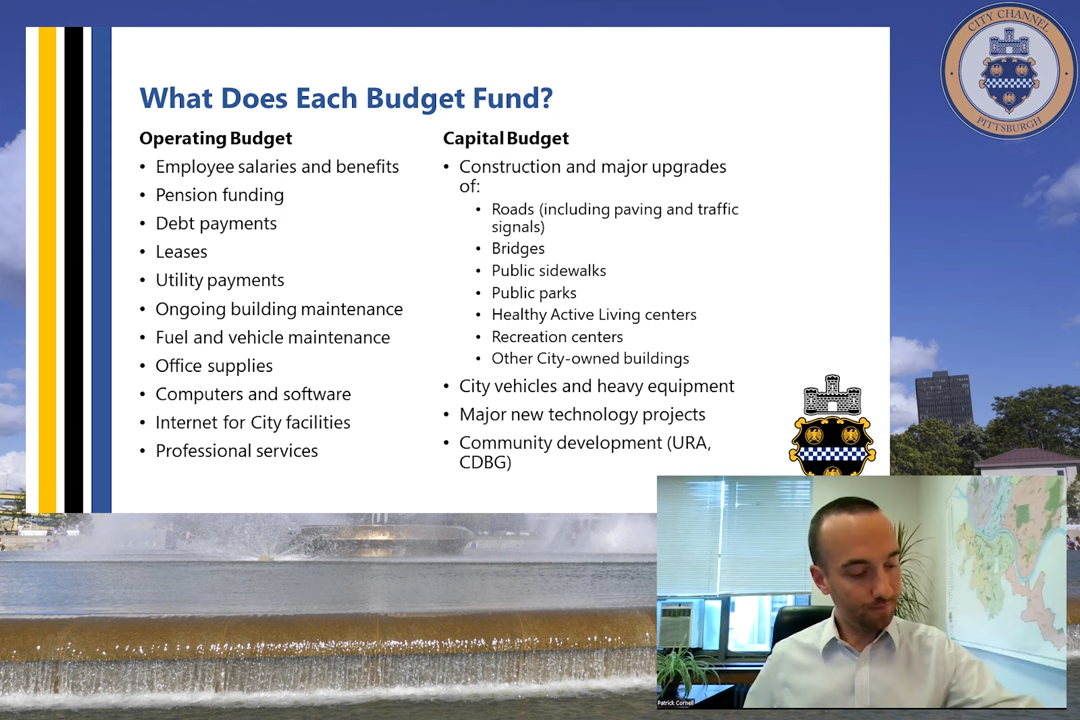 What Does Each Budget Fund?
Operating Budget
• Employee salaries and benefits
• Pension funding
• Debt payments
• Leases
• Utility payments
• Ongoing building maintenance
• Fuel and vehicle maintenance
• Office supplies
• Computers and software
• Internet for City facilities
• Professional services
Capital Budget
• Construction and major upgrades
of:
• Roads (including paving and traffic
signals)
• Bridges
• Public sidewalks
• Public parks
• Healthy Active Living centers
• Recreation centers
• Other City-owned buildings
• City vehicles and heavy equipment
• Major new technology projects
• Community development (URA,
CDBG)
CITY CHANNEL
PITTSBURGH
Patrick Cornell